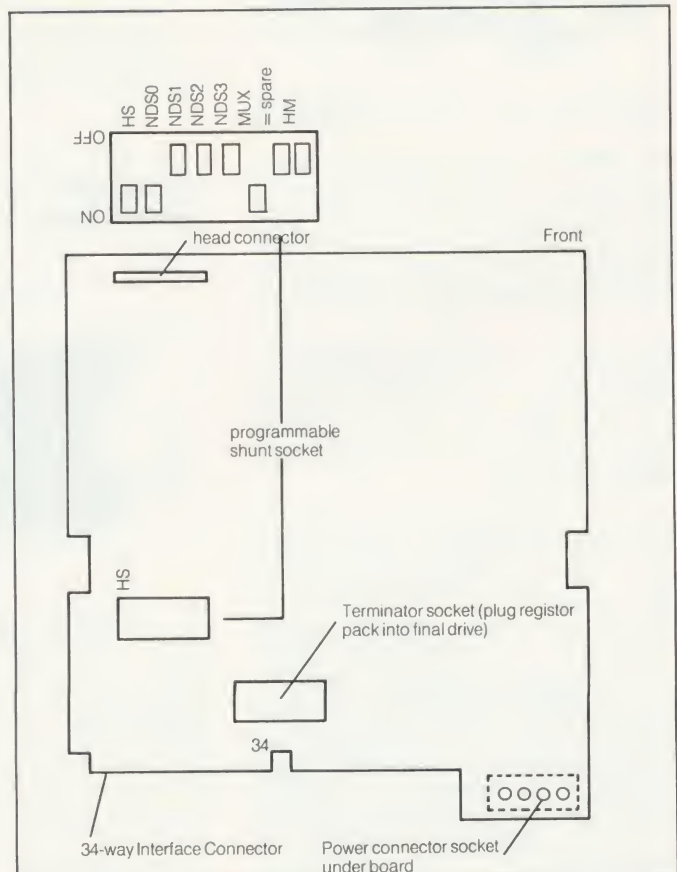 HS
NDS0
NDS1
NDS2
NDS3
MUX
= spare
HM
OFF
ON
head connector
Front
programmable
shunt socket
HS
Terminator socket (plug registor
pack into final drive)
34
34-way Interface Connector
Power connector socket
under board